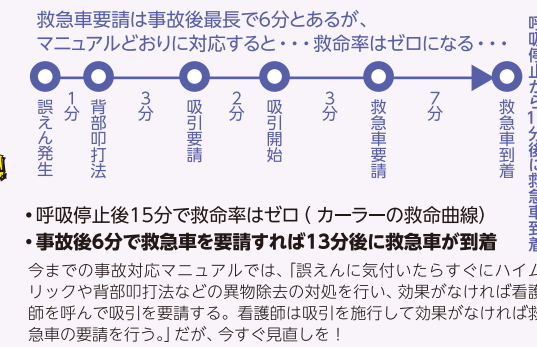 救急車要請は事故後最長で6分とあるが、
マニュアルどおりに対応すると・・・救命率はゼロになる・・・
誤えん発生
1分
背部叩打法
3分
吸引要請
2分
吸引開始
3分
救急車要請
7分
救急車到着
呼吸停止から1分後に救急車到着
・呼吸停止後15分で救命率はゼロ（カーラーの救命曲線）
・事故後6分で救急車を要請すれば13分後に救急車が到着
今までの事故対応マニュアルでは、「誤えんに気付いたらすぐにハイム
リックや背部叩打法などの異物除去の対処を行い、効果がなければ看護
師を呼んで吸引を要請する。看護師は吸引を施行して効果がなければ救
急車の要請を行う。」だが、今すぐ見直しを！